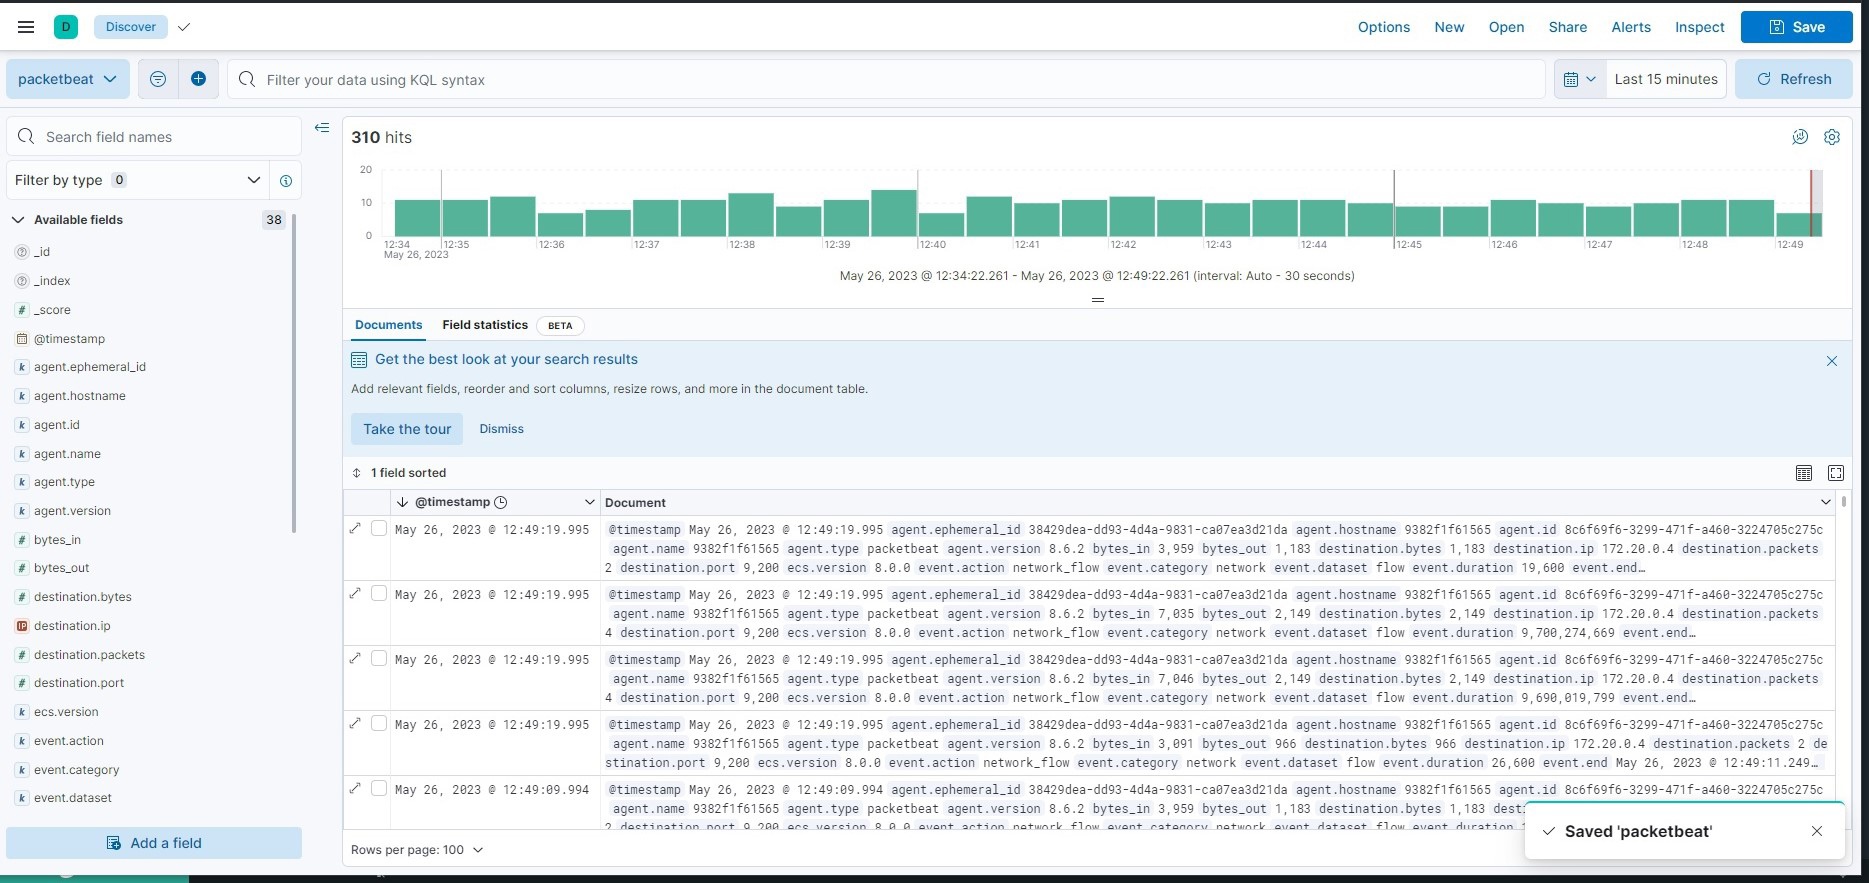 D Discover Options New Open Share Alerts Inspect Save
packetbeat Filter your data using KQL syntax Last 15 minutes Refresh
Search field names
Filter by type 0
Available fields 38
_id
_index
_score
@timestamp
agent.ephemeral_id
agent.hostname
agent.id
agent.name
agent.type
agent.version
bytes_in
bytes_out
destination.bytes
destination.ip
destination.packets
destination.port
ecs.version
event.action
event.category
event.dataset
Add a field
310 hits
20
10
0
12:34 12:35 12:36 12:37 12:38 12:39 12:40 12:41 12:42 12:43 12:44 12:45 12:46 12:47 12:48 12:49
May 26, 2023
May 26, 2023 @ 12:34:22.261 - May 26, 2023 @ 12:49:22.261 (interval: Auto - 30 seconds)
Documents Field statistics BETA
Get the best look at your search results
Add relevant fields, reorder and sort columns, resize rows, and more in the document table.
Take the tour Dismiss
1 field sorted
@timestamp Document
May 26, 2023 @ 12:49:19.995 @timestamp May 26, 2023 @ 12:49:19.995 agent.ephemeral_id 38429dea-dd93-4d4a-9831-ca07ea3d21da agent.hostname 9382f1f61565 agent.id 8c6f69f6-3299-471f-a460-3224705c275c
agent.name 9382f1f61565 agent.type packetbeat agent.version 8.6.2 bytes_in 3,959 bytes_out 1,183 destination.bytes 1,183 destination.ip 172.20.0.4 destination.packets
2 destination.port 9,200 ecs.version 8.0.0 event.action network_flow event.category network event.dataset flow event.duration 19,600 event.end…
May 26, 2023 @ 12:49:19.995 @timestamp May 26, 2023 @ 12:49:19.995 agent.ephemeral_id 38429dea-dd93-4d4a-9831-ca07ea3d21da agent.hostname 9382f1f61565 agent.id 8c6f69f6-3299-471f-a460-3224705c275c
agent.name 9382f1f61565 agent.type packetbeat agent.version 8.6.2 bytes_in 7,035 bytes_out 2,149 destination.bytes 2,149 destination.ip 172.20.0.4 destination.packets
4 destination.port 9,200 ecs.version 8.0.0 event.action network_flow event.category network event.dataset flow event.duration 9,700,274,669 event.end…
May 26, 2023 @ 12:49:19.995 @timestamp May 26, 2023 @ 12:49:19.995 agent.ephemeral_id 38429dea-dd93-4d4a-9831-ca07ea3d21da agent.hostname 9382f1f61565 agent.id 8c6f69f6-3299-471f-a460-3224705c275c
agent.name 9382f1f61565 agent.type packetbeat agent.version 8.6.2 bytes_in 7,046 bytes_out 2,149 destination.bytes 2,149 destination.ip 172.20.0.4 destination.packets
4 destination.port 9,200 ecs.version 8.0.0 event.action network_flow event.category network event.dataset flow event.duration 9,690,019,799 event.end…
May 26, 2023 @ 12:49:19.995 @timestamp May 26, 2023 @ 12:49:19.995 agent.ephemeral_id 38429dea-dd93-4d4a-9831-ca07ea3d21da agent.hostname 9382f1f61565 agent.id 8c6f69f6-3299-471f-a460-3224705c275c
agent.name 9382f1f61565 agent.type packetbeat agent.version 8.6.2 bytes_in 3,091 bytes_out 966 destination.bytes 966 destination.ip 172.20.0.4 destination.packets 2 de
stination.port 9,200 ecs.version 8.0.0 event.action network_flow event.category network event.dataset flow event.duration 26,600 event.end May 26, 2023 @ 12:49:11.249…
May 26, 2023 @ 12:49:09.994 @timestamp May 26, 2023 @ 12:49:09.994 agent.ephemeral_id 38429dea-dd93-4d4a-9831-ca07ea3d21da agent.hostname 9382f1f61565 agent.id 8c6f69f6-3299-471f-a460-3224705c275c
agent.name 9382f1f61565 agent.type packetbeat agent.version 8.6.2 bytes_in 3,959 bytes_out 1,183 destination.bytes 1,183 desti
2 destination.port 9,200 ecs.version 8.0.0 event.action network_flow event.category network event.dataset flow event.duration
Rows per page: 100
Saved 'packetbeat'